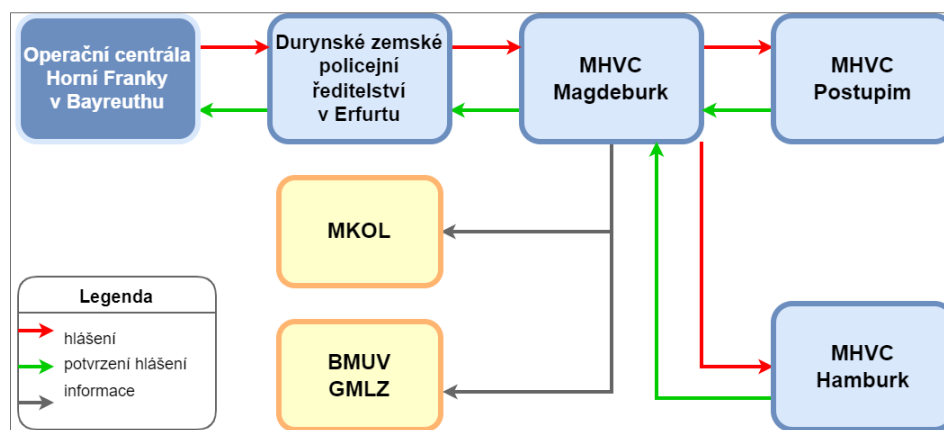 Operační centrála
Horní Franky
v Bayreuthu
Durynské zemské
policejní
ředitelství
v Erfurtu
MHVC
Magdeburk
MHVC
Postupim
MKOL
BMUV
GMLZ
MHVC
Hamburk
Legenda
hlášení
potvrzení hlášení
informace